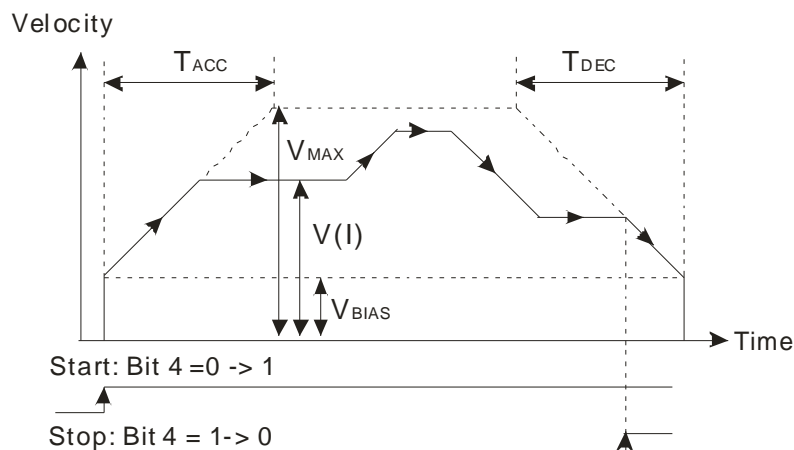 Velocity
TACC
TDEC
VMAX
V(I)
VBIAS
Time
Start: Bit 4 =0 -> 1
Stop: Bit 4 = 1-> 0